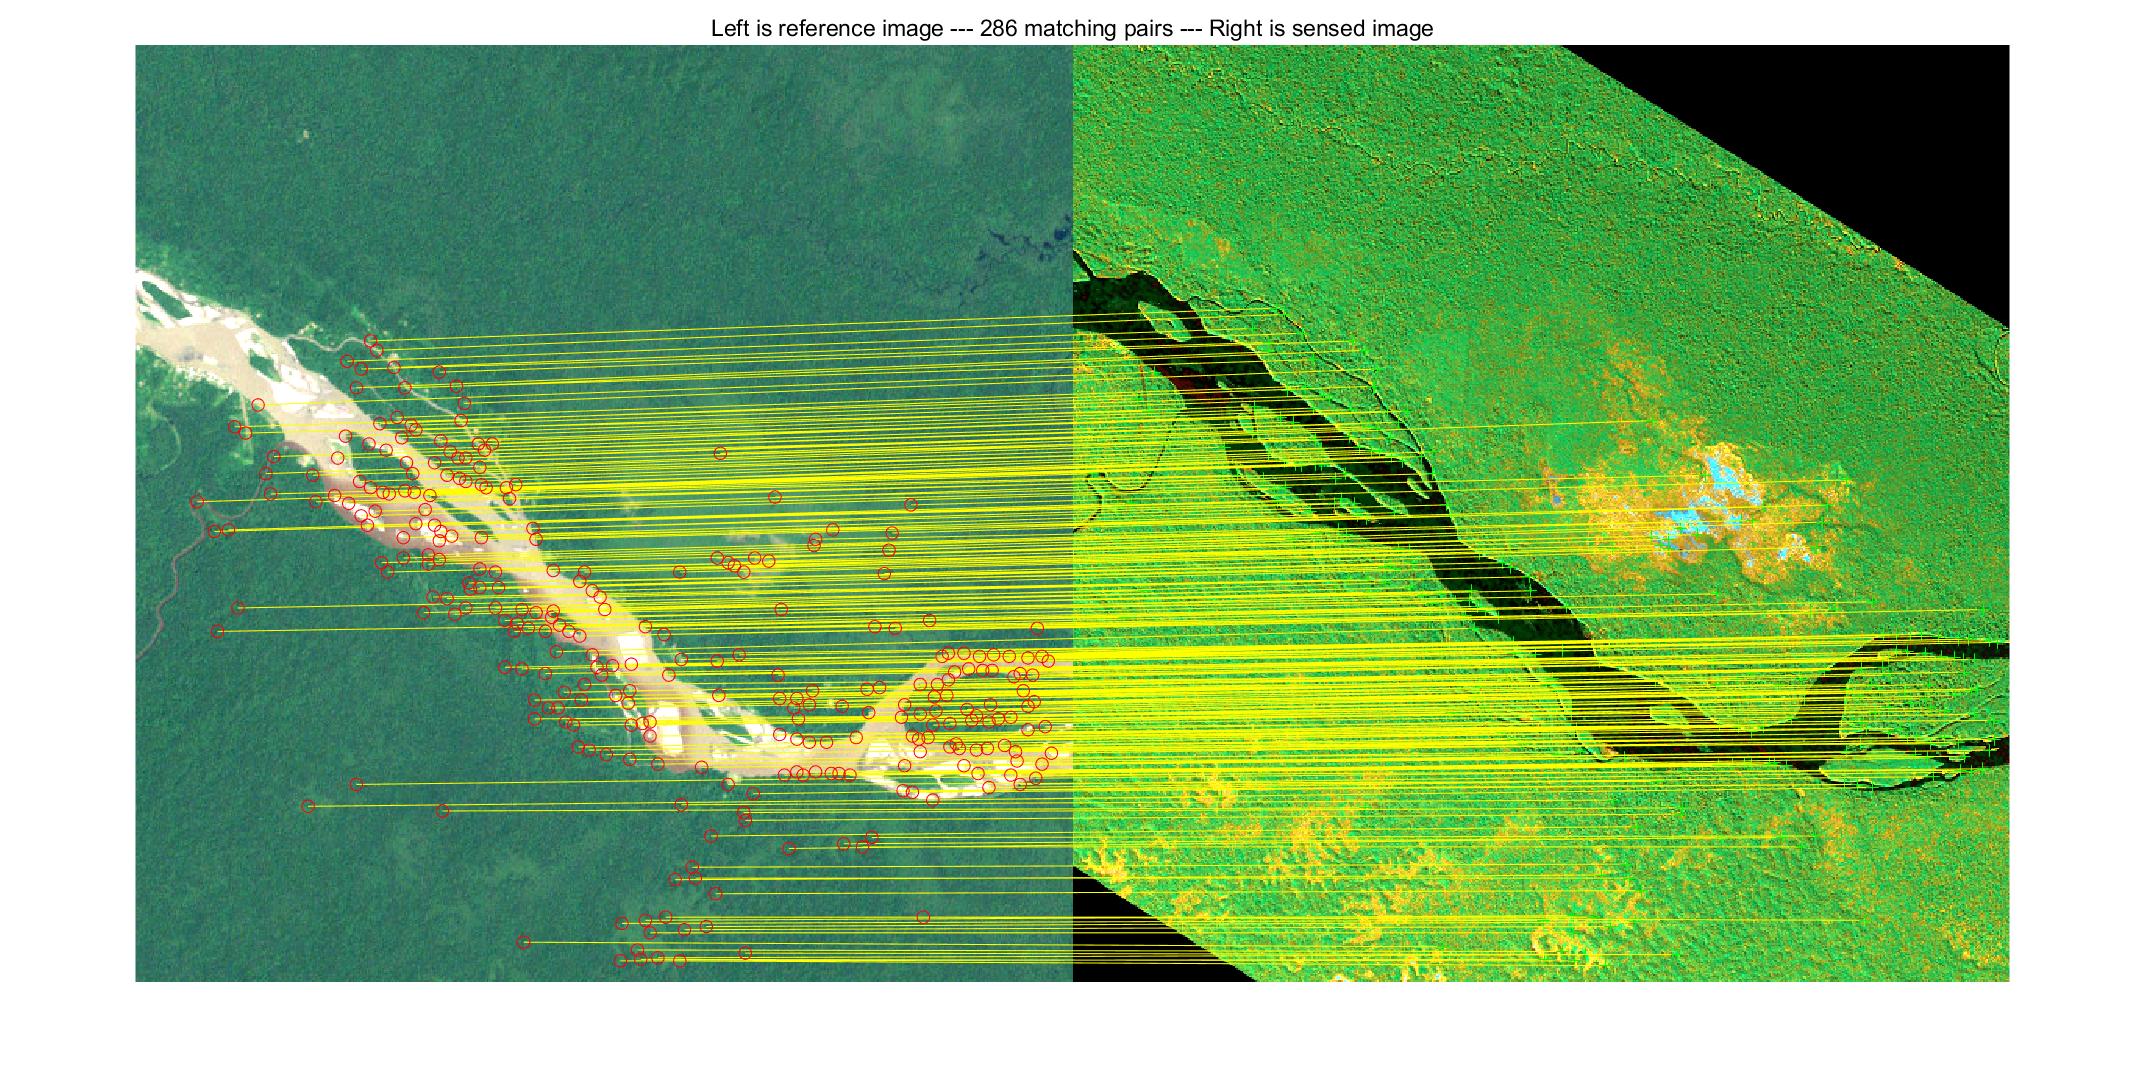 Left is reference image --- 286 matching pairs --- Right is sensed image